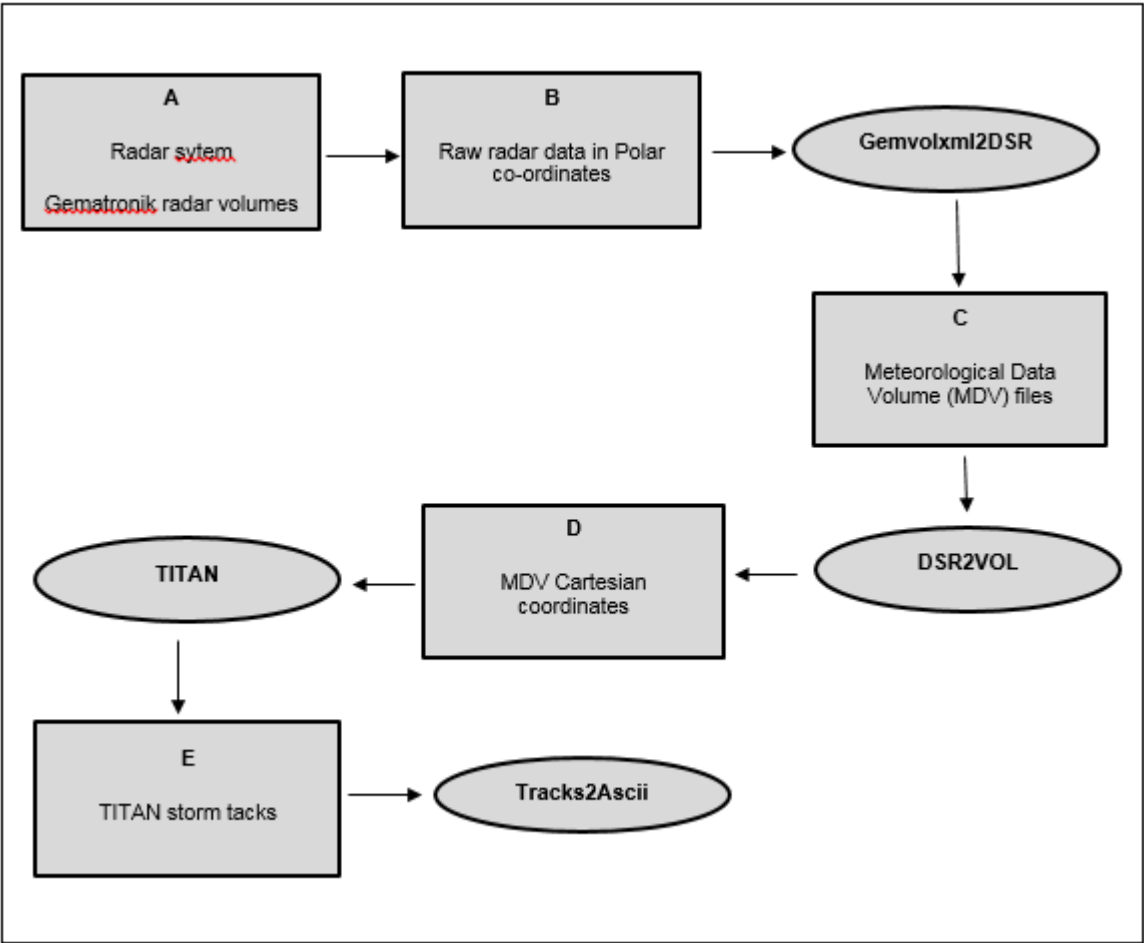 A
Radar sytem
Gematronik radar volumes
B
Raw radar data in Polar
co-ordinates
Gemvolxml2DSR
C
Meteorological Data
Volume (MDV) files
DSR2VOL
D
MDV Cartesian
coordinates
TITAN
E
TITAN storm tacks
Tracks2Ascii